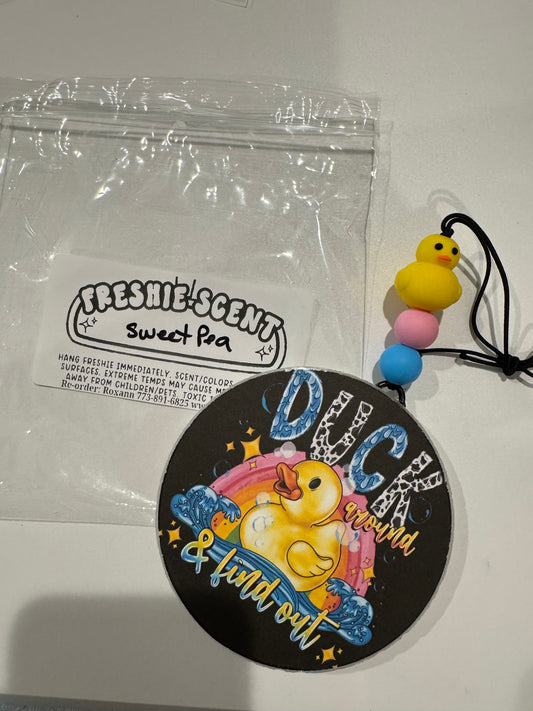 FRESHIE SCENT
Sweet Pea
HANG FRESHIE IMMEDIATELY. SCENT/COLORS
SURFACES. EXTREME TEMPS MAY CAUSE
AWAY FROM CHILDREN/PETS. TOXIC
Re-order: Roxann 773-891-6825
DUCK
around
& find out